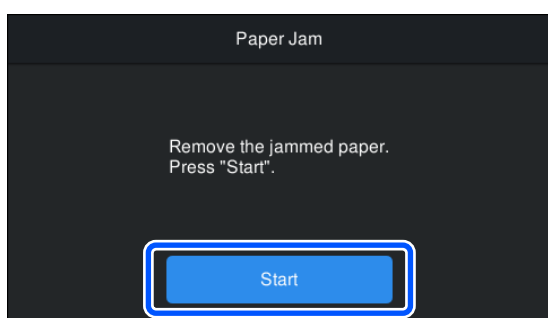 Paper Jam
Remove the jammed paper.
Press "Start".
Start